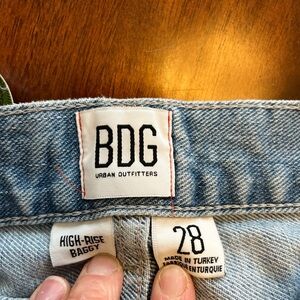 BDG
URBAN OUTFITTERS
HIGH-RISE
BAGGY
28
MADE IN TURKEY
FABRIQUÉ EN TURQUIE